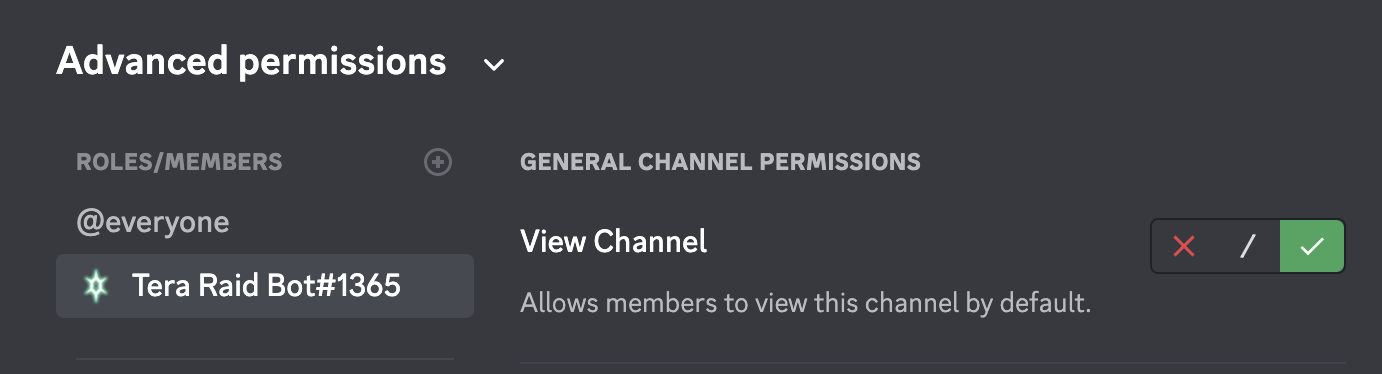 Advanced permissions
ROLES/MEMBERS
@everyone
Tera Raid Bot#1365
GENERAL CHANNEL PERMISSIONS
View Channel
Allows members to view this channel by default.